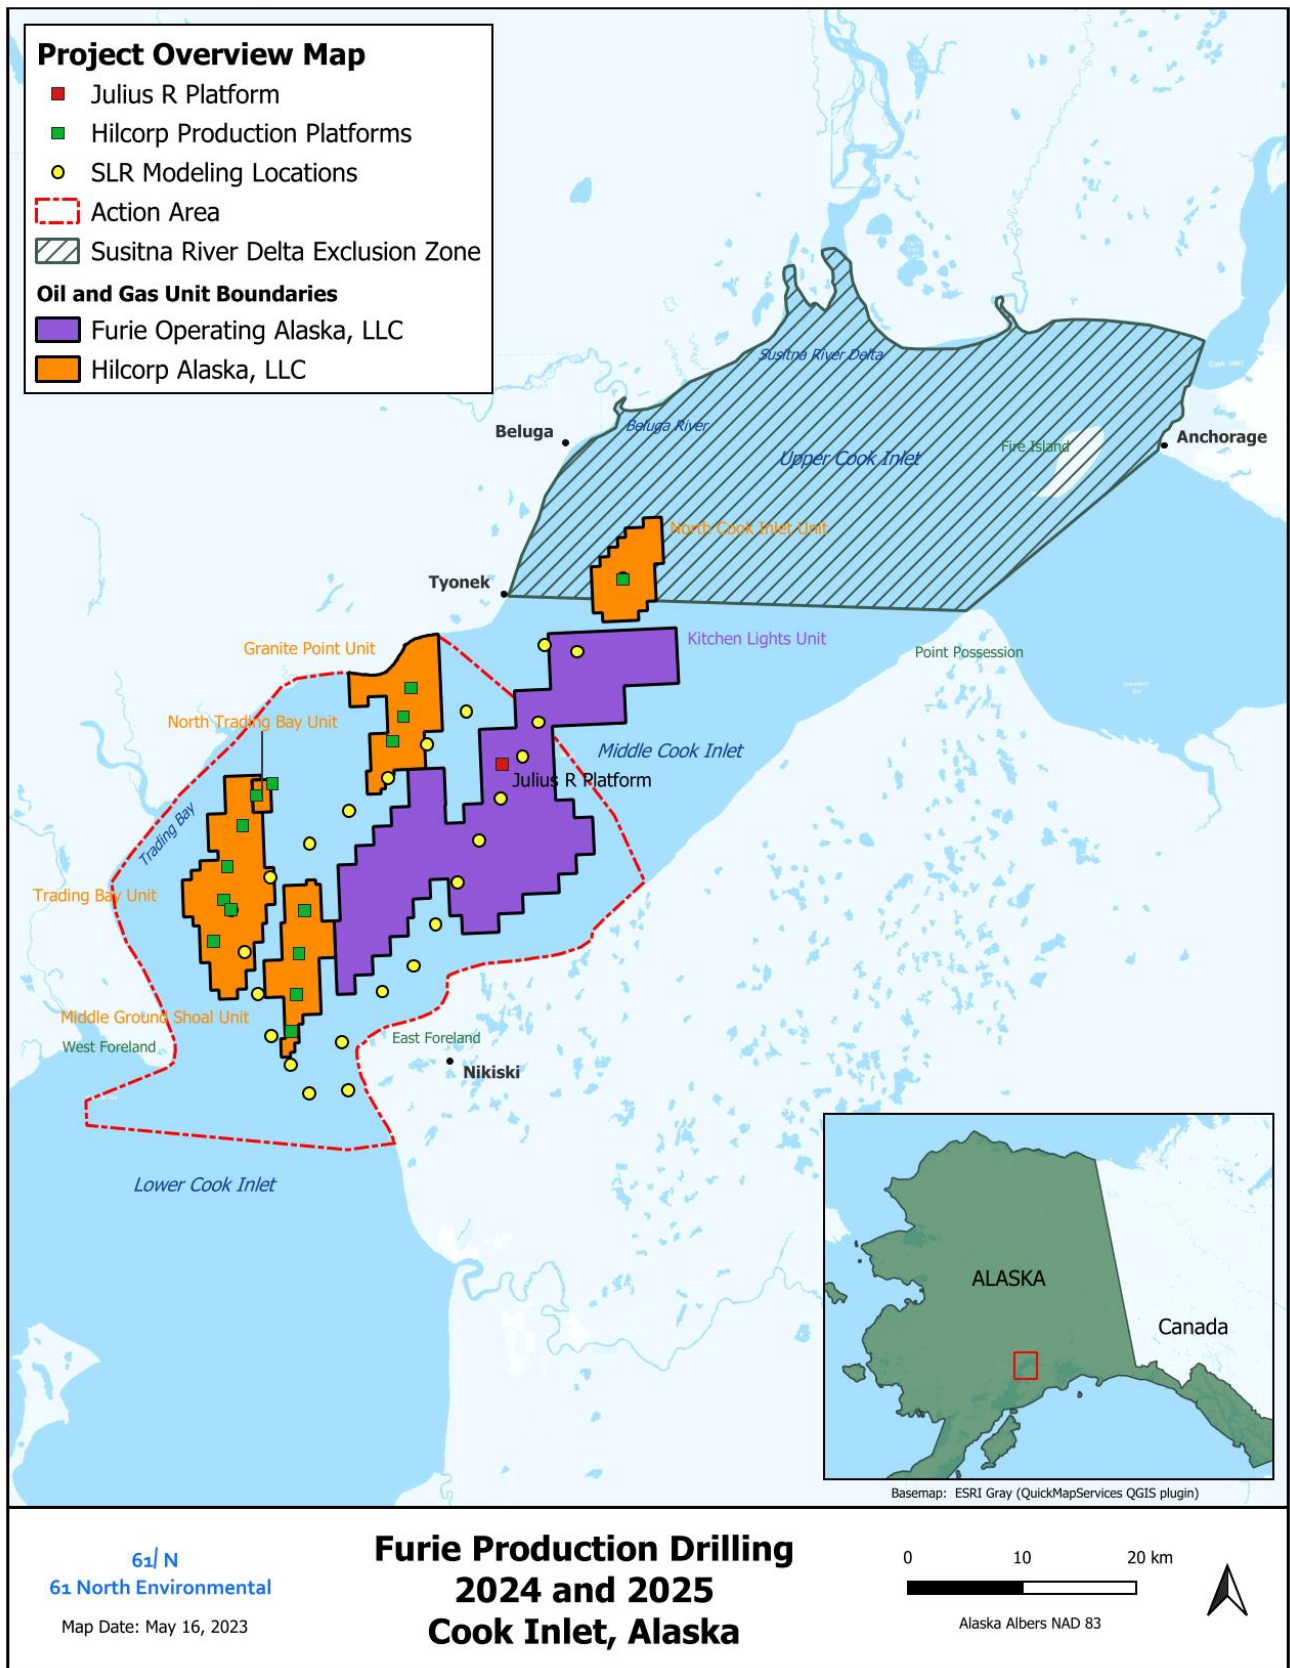 Project Overview Map
Julius R Platform
Hilcorp Production Platforms
SLR Modeling Locations
Action Area
Susitna River Delta Exclusion Zone
Oil and Gas Unit Boundaries
Furie Operating Alaska, LLC
Hilcorp Alaska, LLC
Susitna River Delta
Beluga River
Beluga
Upper Cook Inlet
Fire Island
Anchorage
North Cook Inlet Unit
Tyonek
Kitchen Lights Unit
Granite Point Unit
Point Possession
North Trading Bay Unit
Middle Cook Inlet
Julius R Platform
Trading Bay
Trading Bay Unit
Middle Ground Shoal Unit
West Foreland
East Foreland
Nikiski
Lower Cook Inlet
ALASKA
Canada
Basemap: ESRI Gray (QuickMapServices QGIS plugin)
61/ N
61 North Environmental
Map Date: May 16, 2023
Furie Production Drilling
2024 and 2025
Cook Inlet, Alaska
0 10 20 km
Alaska Albers NAD 83